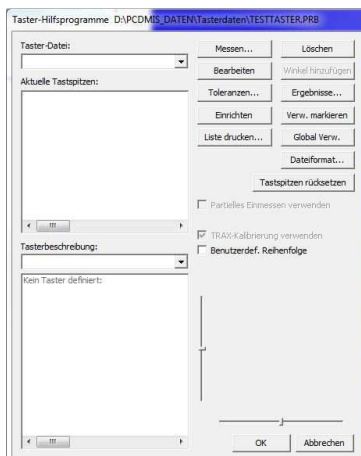 Taster-Hilfsprogramme D:\PCDMIS_DATEN\Tasterdaten\TESTTASTER.PRB
Taster-Datei:
Messen...
Löschen
Bearbeiten
Winkel hinzufügen
Aktuelle Tastspitzen:
Toleranzen...
Ergebnisse...
Einrichten
Verw. markieren
Liste drucken...
Global Verw.
Dateiformat...
Tastspitzen rücksetzen
Partielles Einmessen verwenden
TRAX-Kalibrierung verwenden
Tasterbeschreibung:
Benutzerdef. Reihenfolge
Kein Taster definiert:
OK
Abbrechen